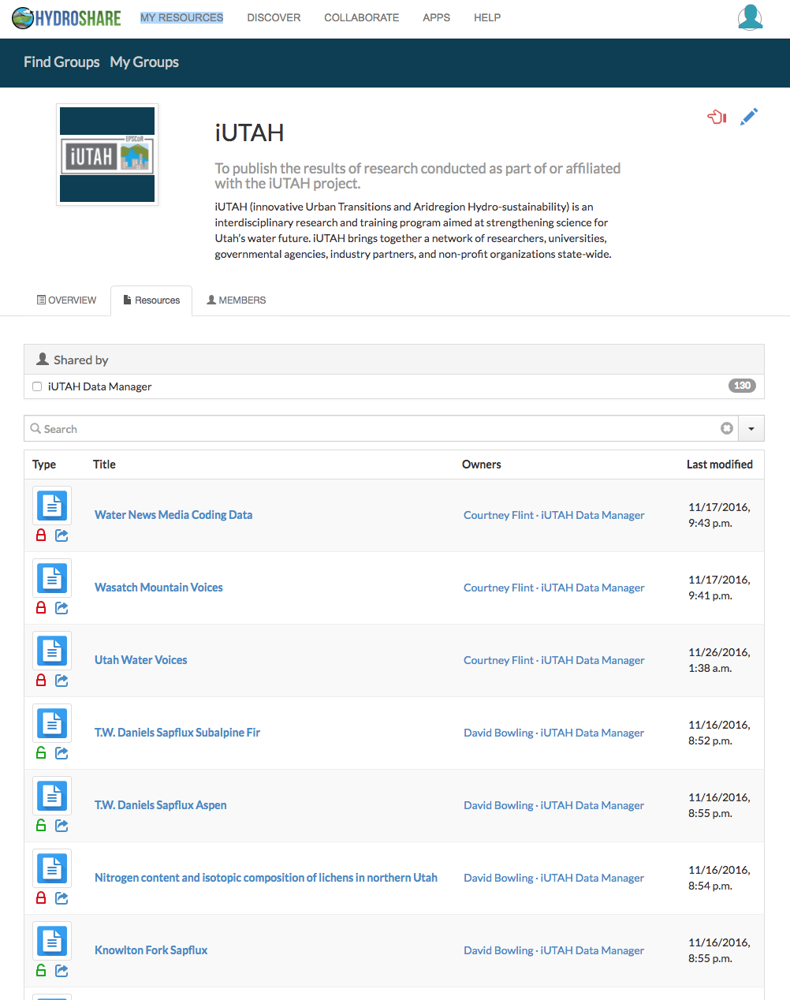 HYDROSHARE MY RESOURCES DISCOVER COLLABORATE APPS HELP
Find Groups My Groups
EPSCoR
iUTAH
iUTAH
To publish the results of research conducted as part of or affiliated
with the iUTAH project.
iUTAH (innovative Urban Transitions and Aridregion Hydro-sustainability) is an
interdisciplinary research and training program aimed at strengthening science for
Utah's water future. iUTAH brings together a network of researchers, universities,
governmental agencies, industry partners, and non-profit organizations state-wide.
OVERVIEW Resources MEMBERS
Shared by
iUTAH Data Manager 130
Search
Type Title Owners Last modified
Water News Media Coding Data Courtney Flint · iUTAH Data Manager 11/17/2016,
9:43 p.m.
Wasatch Mountain Voices Courtney Flint · iUTAH Data Manager 11/17/2016,
9:41 p.m.
Utah Water Voices Courtney Flint · iUTAH Data Manager 11/26/2016,
1:38 a.m.
T.W. Daniels Sapflux Subalpine Fir David Bowling · iUTAH Data Manager 11/16/2016,
8:52 p.m.
T.W. Daniels Sapflux Aspen David Bowling · iUTAH Data Manager 11/16/2016,
8:55 p.m.
Nitrogen content and isotopic composition of lichens in northern Utah David Bowling · iUTAH Data Manager 11/16/2016,
8:54 p.m.
Knowlton Fork Sapflux David Bowling · iUTAH Data Manager 11/16/2016,
8:55 p.m.